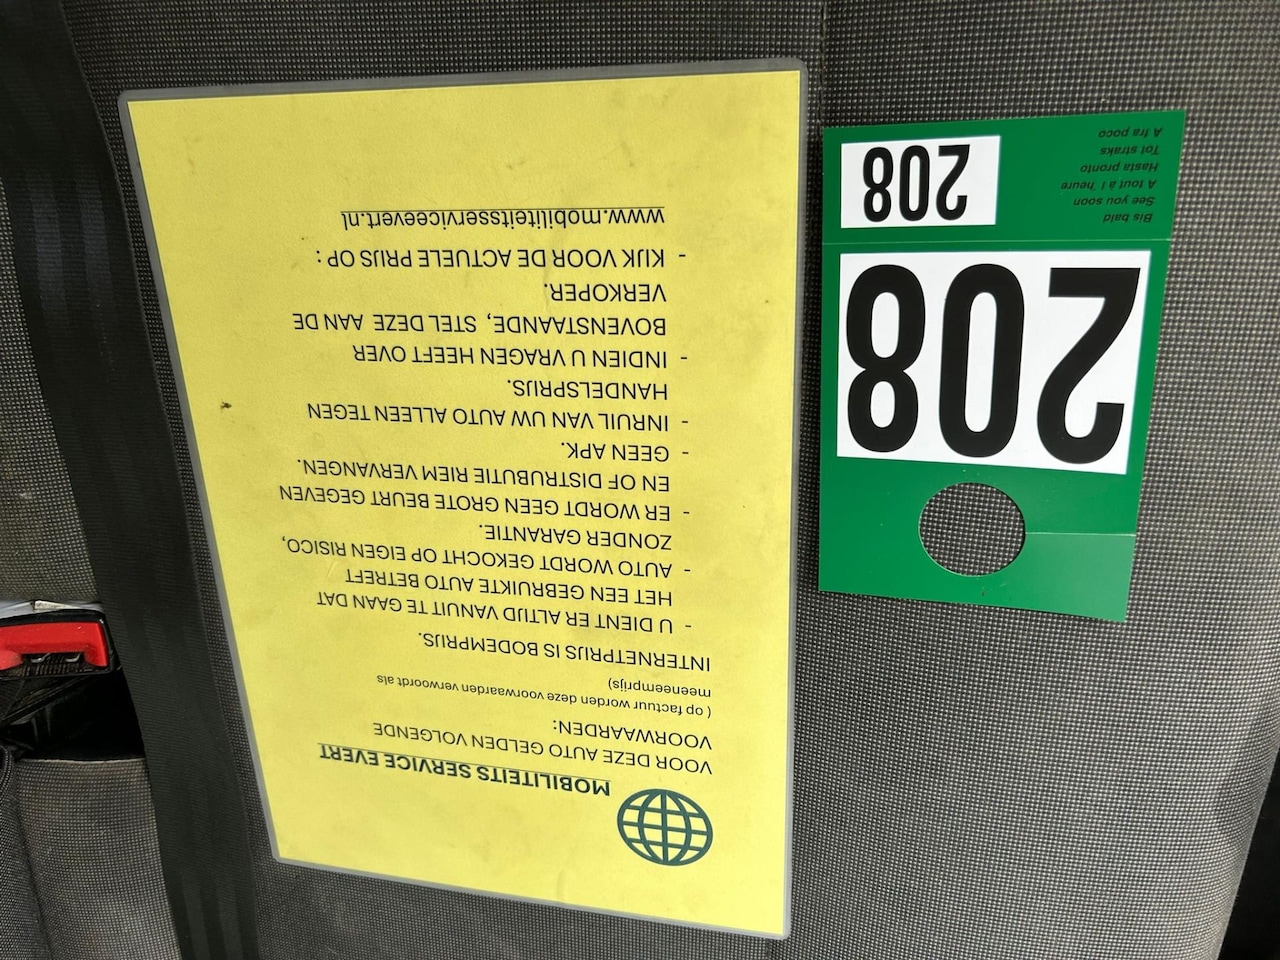 MOBILITEITS SERVICE EVERT
VOOR DEZE AUTO GELDEN VOLGENDE
VOORWAARDEN:
( op factuur worden deze voorwaarden verwoordt als
meeneemprijs)
INTERNETPRIJS IS BODEMPRIJS.
- U DIENT ER ALTIJD VANUIT TE GAAN DAT
HET EEN GEBRUIKTE AUTO BETREFT
- AUTO WORDT GEKOCHT OP EIGEN RISICO,
ZONDER GARANTIE.
- ER WORDT GEEN GROTE BEURT GEGEVEN
EN OF DISTRUBUTIE RIEM VERVANGEN.
- GEEN APK.
- INRUIL VAN UW AUTO ALLEEN TEGEN
HANDELSPRIJS.
- INDIEN U VRAGEN HEEFT OVER
BOVENSTAANDE, STEL DEZE AAN DE
VERKOPER.
- KIJK VOOR DE ACTUELE PRIJS OP :
www.mobiliteitsserviceevert.nl
208
Bis bald
See you soon
A tout à l´heure
Hasta pronto
Tot straks
A fra poco
208